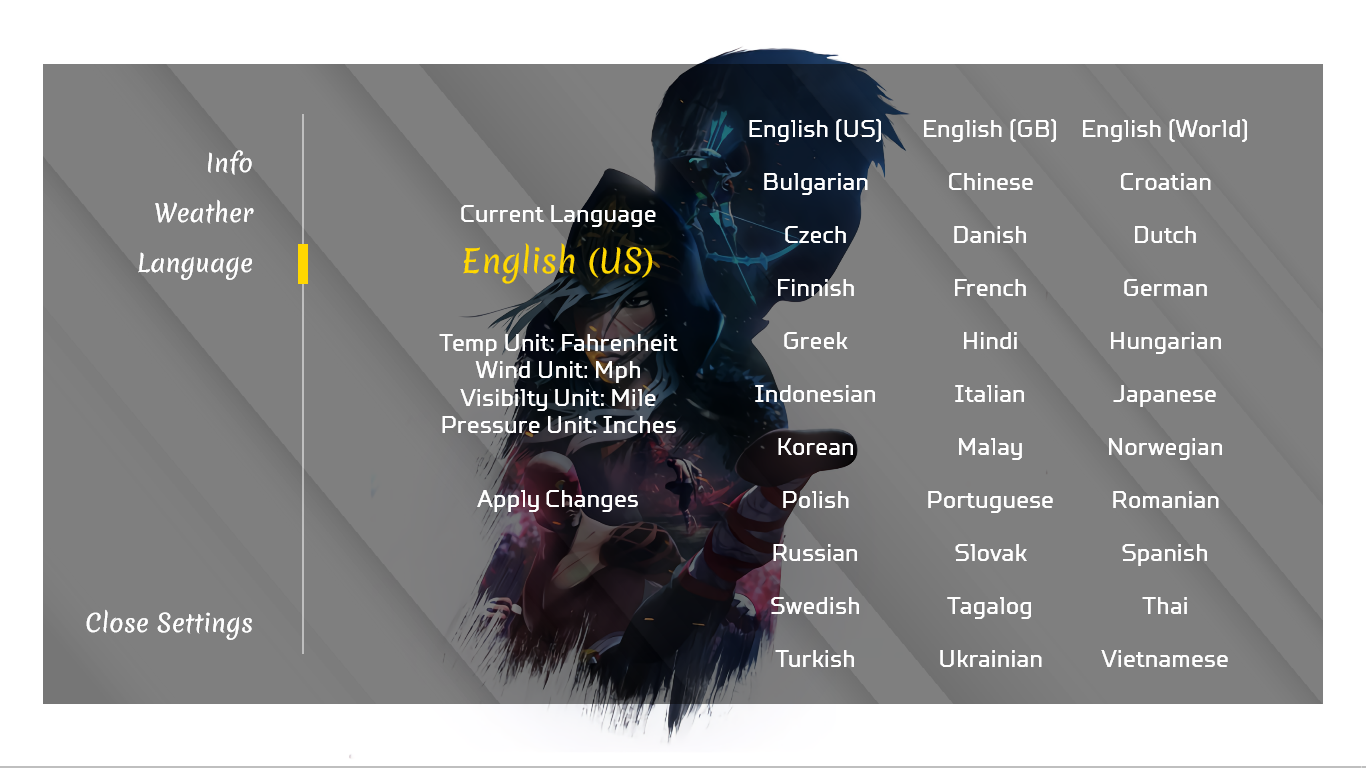 Info
Weather
Language
Close Settings
Current Language
English (US)
Temp Unit: Fahrenheit
Wind Unit: Mph
Visibilty Unit: Mile
Pressure Unit: Inches
Apply Changes
English (US) English (GB) English (World)
Bulgarian Chinese Croatian
Czech Danish Dutch
Finnish French German
Greek Hindi Hungarian
Indonesian Italian Japanese
Korean Malay Norwegian
Polish Portuguese Romanian
Russian Slovak Spanish
Swedish Tagalog Thai
Turkish Ukrainian Vietnamese